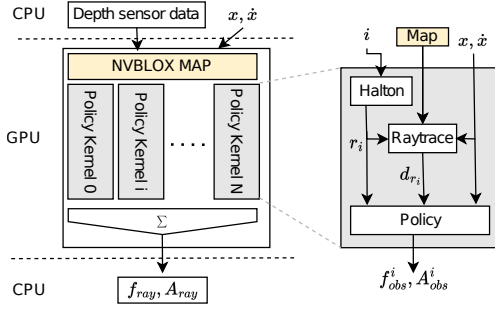 CPU
Depth sensor data
x, ẋ
NVBLOX MAP
GPU
Policy Kernel 0
Policy Kernel i
. . . .
Policy Kernel N
Σ
CPU
f_ray, A_ray
i
Map
x, ẋ
Halton
Raytrace
r_i
d_{r_i}
Policy
f^i_obs, A^i_obs